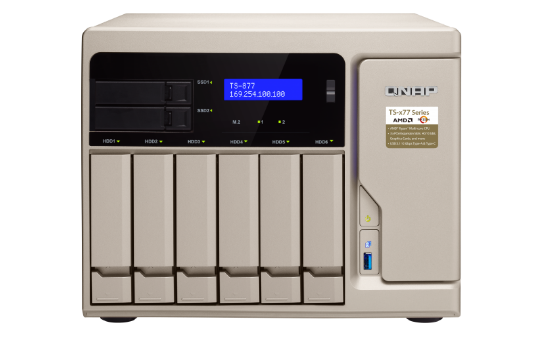 SSD1
TS-877
169.254.100.100
QNAP
SSD2
M.2 1 2
TS-x77 Series
AMD
HDD1 HDD2 HDD3 HDD4 HDD5 HDD6